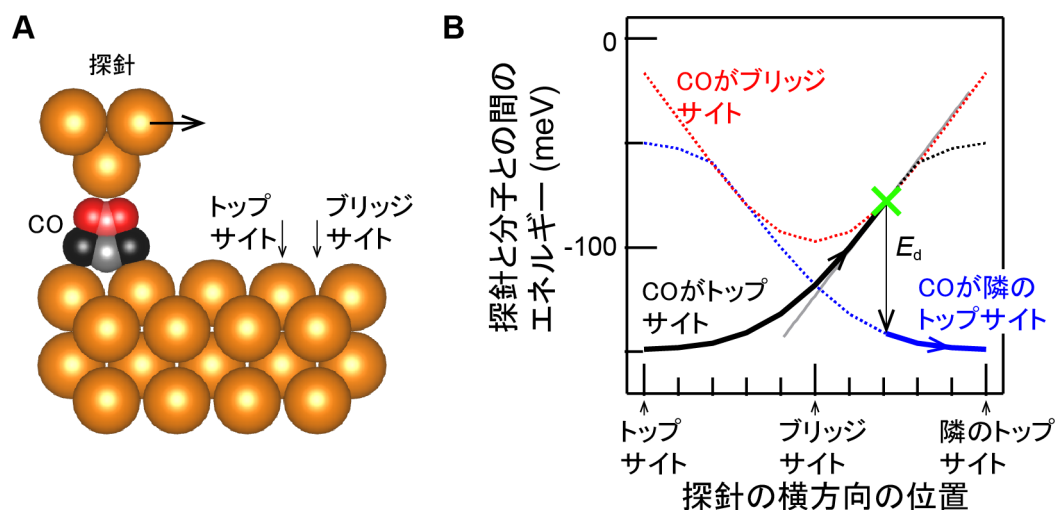 A
探針
CO
トップ
サイト
ブリッジ
サイト
B
探針と分子との間の
エネルギー (meV)
0
-100
COがブリッジ
サイト
COがトップ
サイト
Ed
COが隣の
トップサイト
トップ
サイト
ブリッジ
サイト
隣のトップ
サイト
探針の横方向の位置